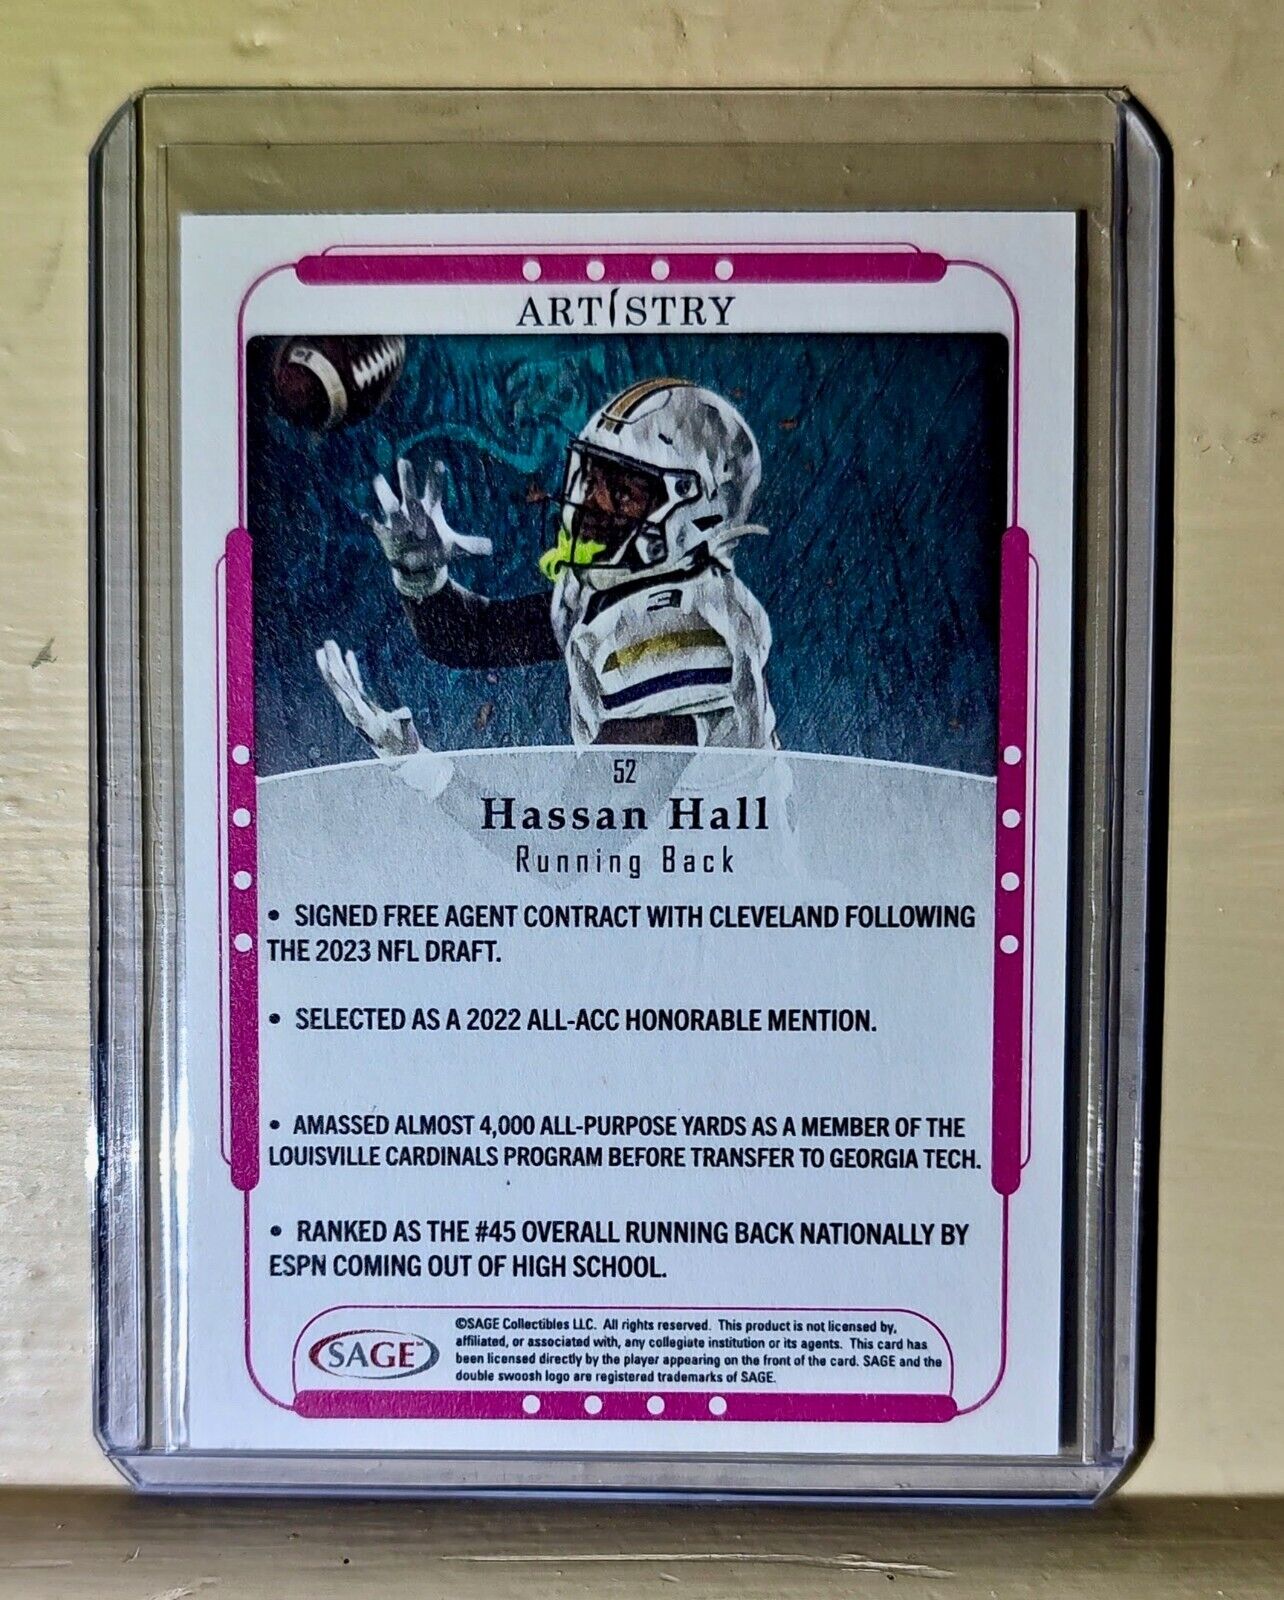 ARTISTRY
3
52
Hassan Hall
Running Back
• SIGNED FREE AGENT CONTRACT WITH CLEVELAND FOLLOWING
THE 2023 NFL DRAFT.
• SELECTED AS A 2022 ALL-ACC HONORABLE MENTION.
• AMASSED ALMOST 4,000 ALL-PURPOSE YARDS AS A MEMBER OF THE
LOUISVILLE CARDINALS PROGRAM BEFORE TRANSFER TO GEORGIA TECH.
• RANKED AS THE #45 OVERALL RUNNING BACK NATIONALLY BY
ESPN COMING OUT OF HIGH SCHOOL.
SAGE™
©SAGE Collectibles LLC. All rights reserved. This product is not licensed by,
affiliated, or associated with, any collegiate institution or its agents. This card has
been licensed directly by the player appearing on the front of the card. SAGE and the
double swoosh logo are registered trademarks of SAGE.